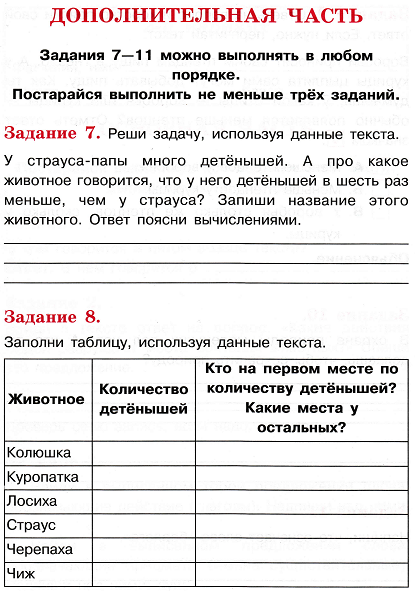 ДОПОЛНИТЕЛЬНАЯ ЧАСТЬ
Задания 7—11 можно выполнять в любом
порядке.
Постарайся выполнить не меньше трёх заданий.
Задание 7. Реши задачу, используя данные текста.
У страуса-папы много детёнышей. А про какое
животное говорится, что у него детёнышей в шесть раз
меньше, чем у страуса? Запиши название этого
животного. Ответ поясни вычислениями.
Задание 8.
Заполни таблицу, используя данные текста.
Животное
Количество
детёнышей
Кто на первом месте по
количеству детёнышей?
Какие места у
остальных?
Колюшка
Куропатка
Лосиха
Страус
Черепаха
Чиж